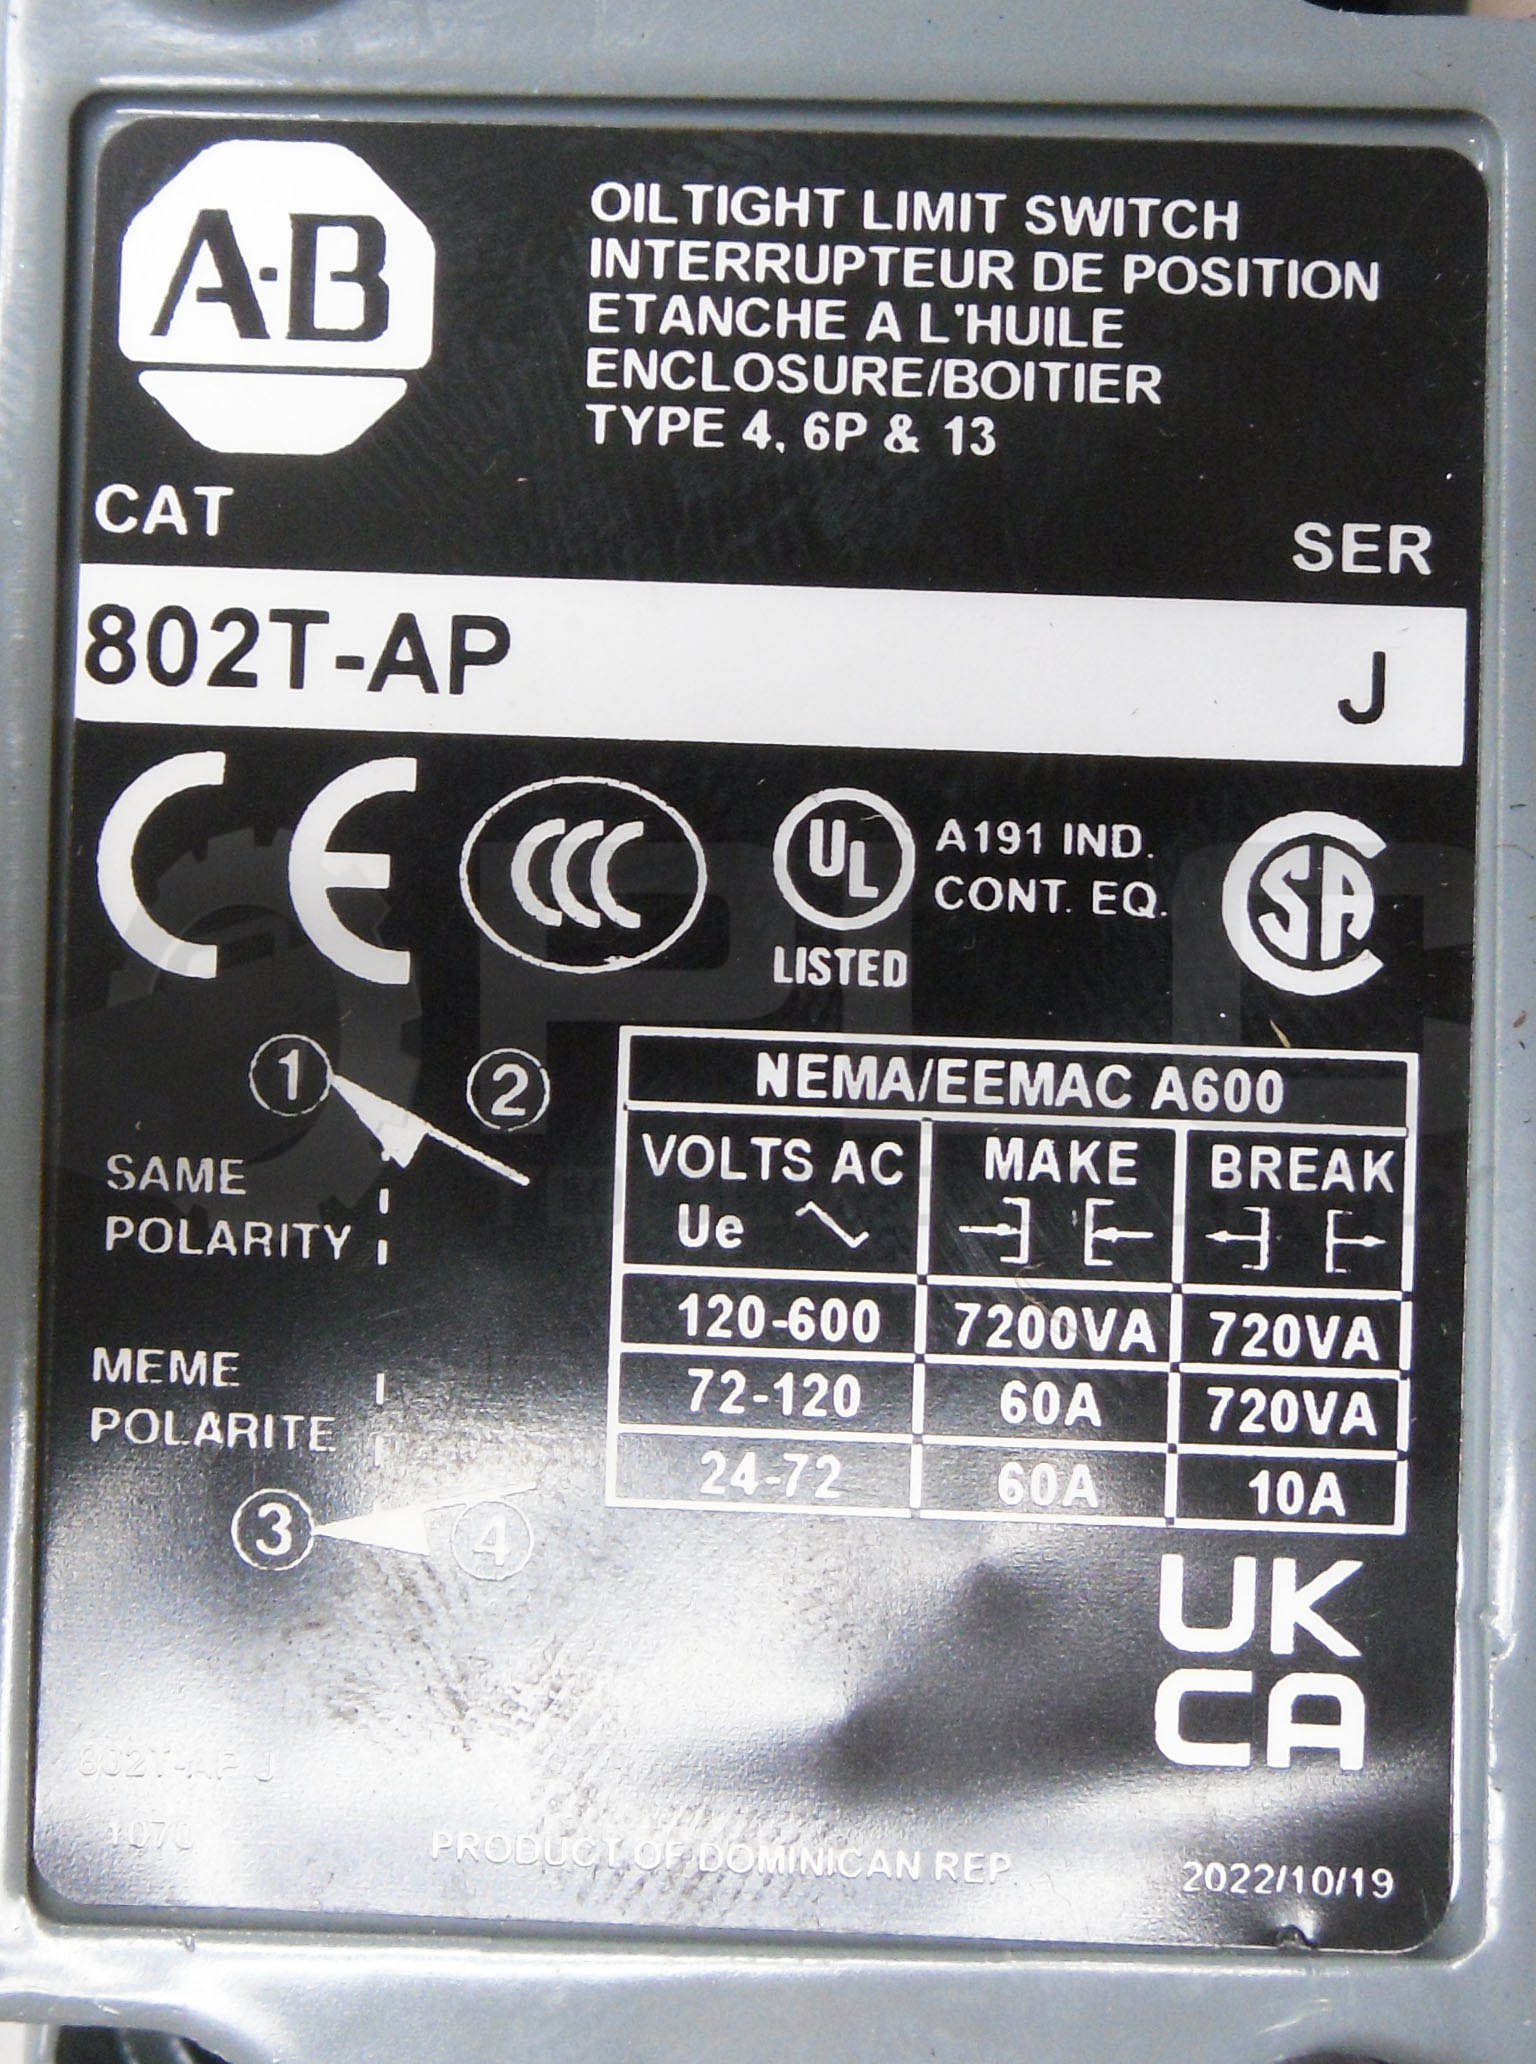 A-B
OILTIGHT LIMIT SWITCH
INTERRUPTEUR DE POSITION
ETANCHE A L'HUILE
ENCLOSURE/BOITIER
TYPE 4, 6P & 13
CAT
SER
802T-AP
J
CE
CCC
UL
LISTED
A191 IND.
CONT. EQ.
SA
1
2
SAME
POLARITY
MEME
POLARITE
3
4
NEMA/EEMAC A600
VOLTS AC MAKE BREAK
Ue
120-600 7200VA 720VA
72-120 60A 720VA
24-72 60A 10A
UK
CA
802T-AP J
1070
PRODUCT OF DOMINICAN REP.
2022/10/19